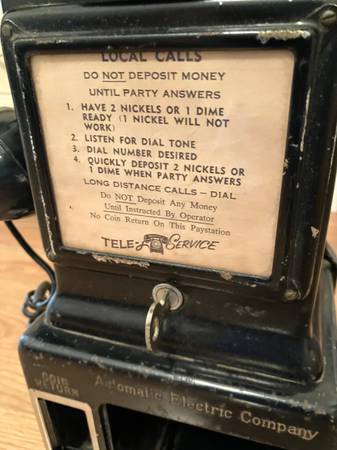 LOCAL CALLS
DO NOT DEPOSIT MONEY
UNTIL PARTY ANSWERS
1. HAVE 2 NICKELS OR 1 DIME
READY (1 NICKEL WILL NOT
WORK)
2. LISTEN FOR DIAL TONE
3. DIAL NUMBER DESIRED
4. QUICKLY DEPOSIT 2 NICKELS OR
1 DIME WHEN PARTY ANSWERS
LONG DISTANCE CALLS — DIAL
Do NOT Deposit Any Money
Until Instructed By Operator
No Coin Return On This Paystation
TELE SERVICE
COIN
RETURN
Automatic Electric Company